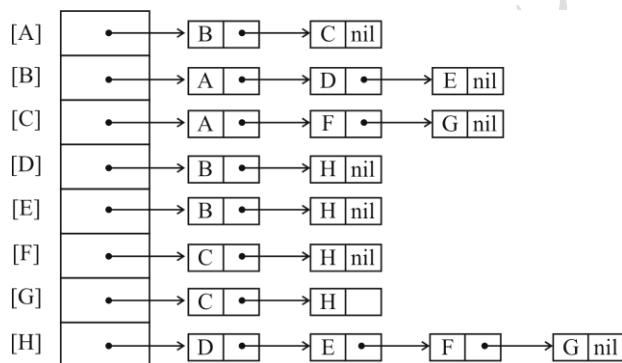 [A] B C nil
[B] A D E nil
[C] A F G nil
[D] B H nil
[E] B H nil
[F] C H nil
[G] C H
[H] D E F G nil